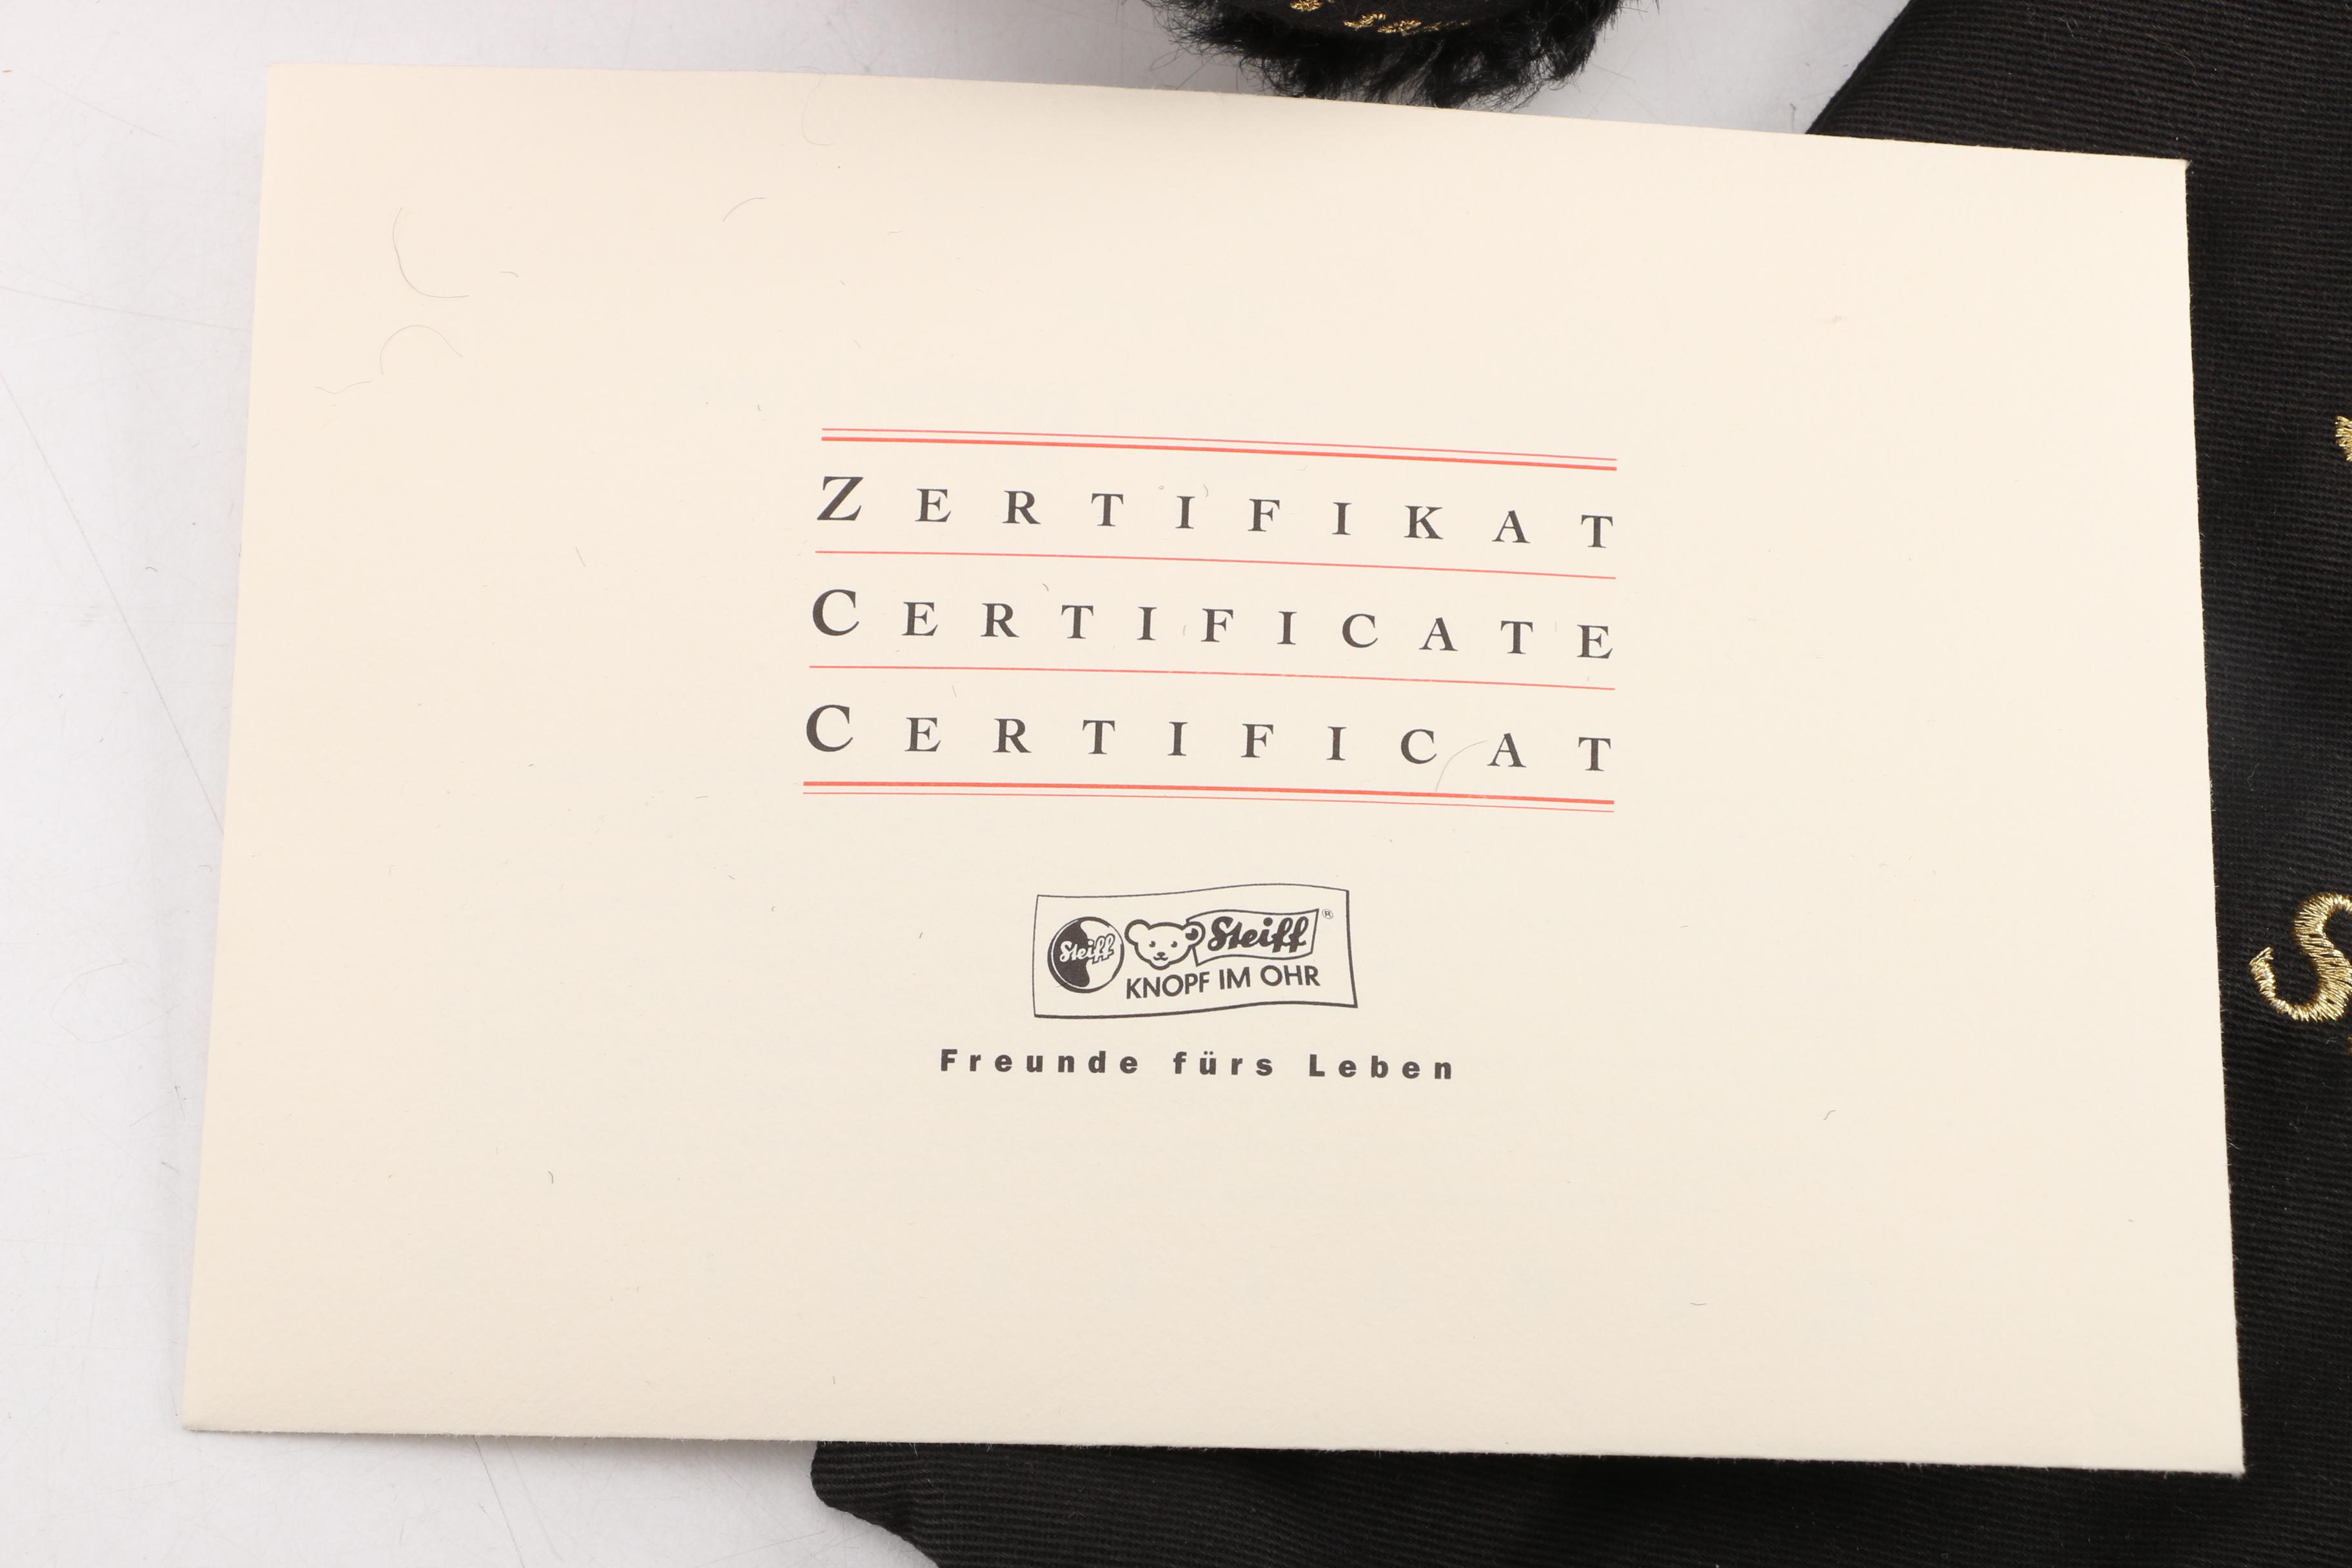 ZERTIFIKAT
CERTIFICATE
CERTIFICAT
Steiff Steiff ®
KNOPF IM OHR
Freunde fürs Leben
S